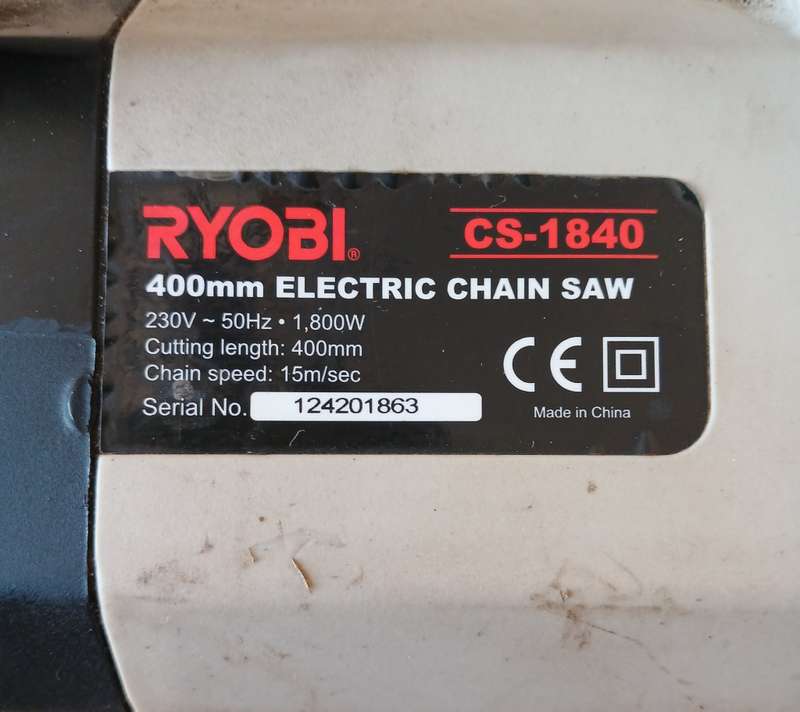 RYOBI®
CS-1840
400mm ELECTRIC CHAIN SAW
230V ~ 50Hz • 1,800W
Cutting length: 400mm
Chain speed: 15m/sec
Serial No. 124201863
CE
Made in China